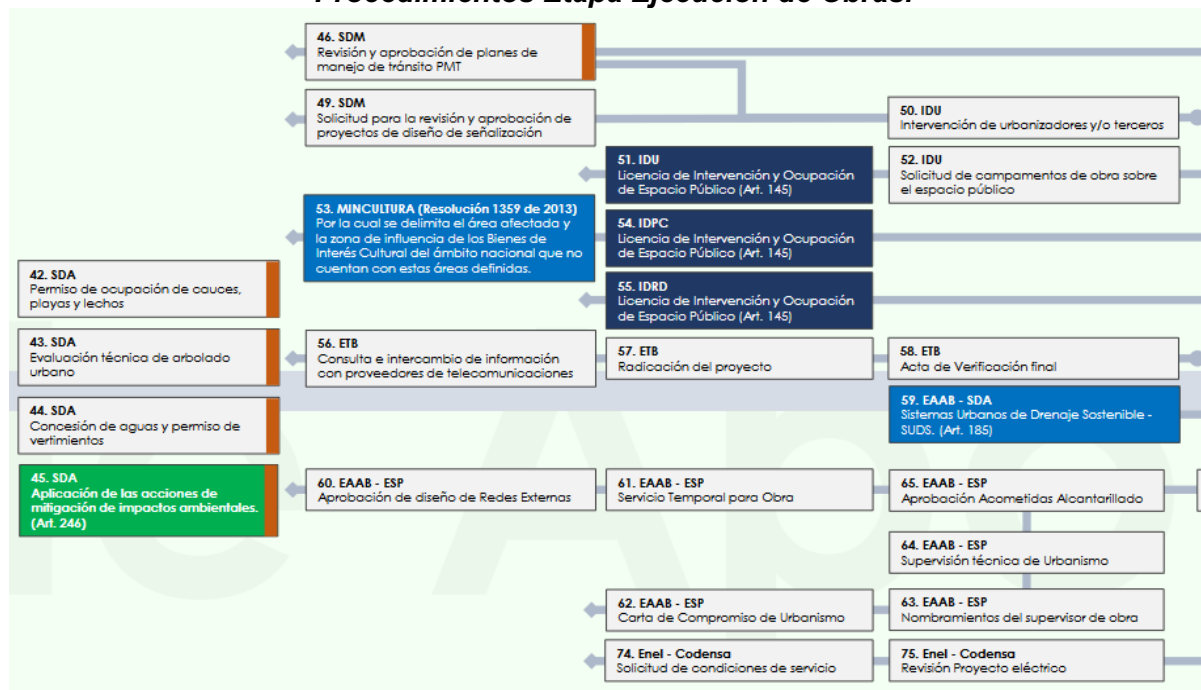 Procedimientos Etapa Ejecución de Obras.
46. SDM
Revisión y aprobación de planes de
manejo de tránsito PMT
49. SDM
Solicitud para la revisión y aprobación de
proyectos de diseño de señalización
50. IDU
Intervención de urbanizadores y/o terceros
51. IDU
Licencia de Intervención y Ocupación
de Espacio Público (Art. 145)
52. IDU
Solicitud de campamentos de obra sobre
el espacio público
53. MINCULTURA (Resolución 1359 de 2013)
Por la cual se delimita el área afectada y
la zona de influencia de los Bienes de
Interés Cultural del ámbito nacional que no
cuentan con estas áreas definidas.
54. IDPC
Licencia de Intervención y Ocupación
de Espacio Público (Art. 145)
55. IDRD
Licencia de Intervención y Ocupación
de Espacio Público (Art. 145)
42. SDA
Permiso de ocupación de cauces,
playas y lechos
43. SDA
Evaluación técnica de arbolado
urbano
56. ETB
Consulta e intercambio de información
con proveedores de telecomunicaciones
57. ETB
Radicación del proyecto
58. ETB
Acta de Verificación final
44. SDA
Concesión de aguas y permiso de
vertimientos
59. EAAB - SDA
Sistemas Urbanos de Drenaje Sostenible -
SUDS. (Art. 185)
45. SDA
Aplicación de las acciones de
mitigación de impactos ambientales.
(Art. 246)
60. EAAB - ESP
Aprobación de diseño de Redes Externas
61. EAAB - ESP
Servicio Temporal para Obra
65. EAAB - ESP
Aprobación Acometidas Alcantarillado
64. EAAB - ESP
Supervisión técnica de Urbanismo
62. EAAB - ESP
Carta de Compromiso de Urbanismo
63. EAAB - ESP
Nombramientos del supervisor de obra
74. Enel - Codensa
Solicitud de condiciones de servicio
75. Enel - Codensa
Revisión Proyecto eléctrico